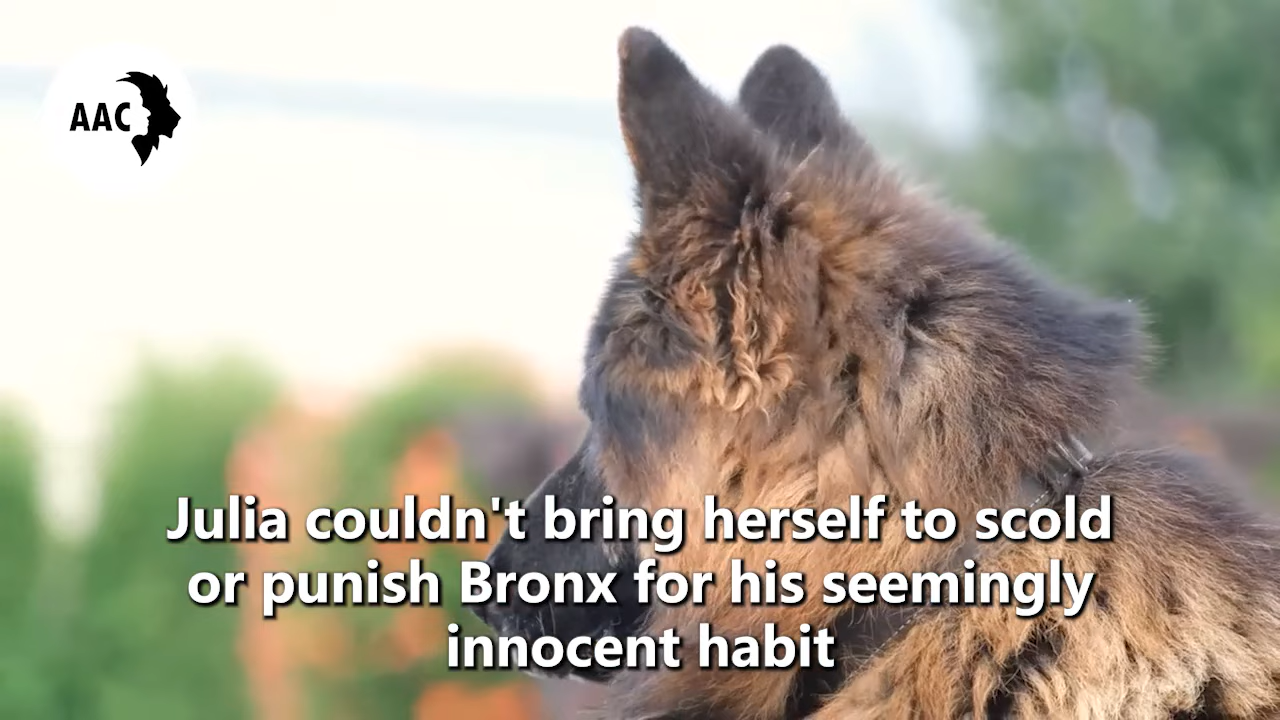 AAC
Julia couldn't bring herself to scold
or punish Bronx for his seemingly
innocent habit